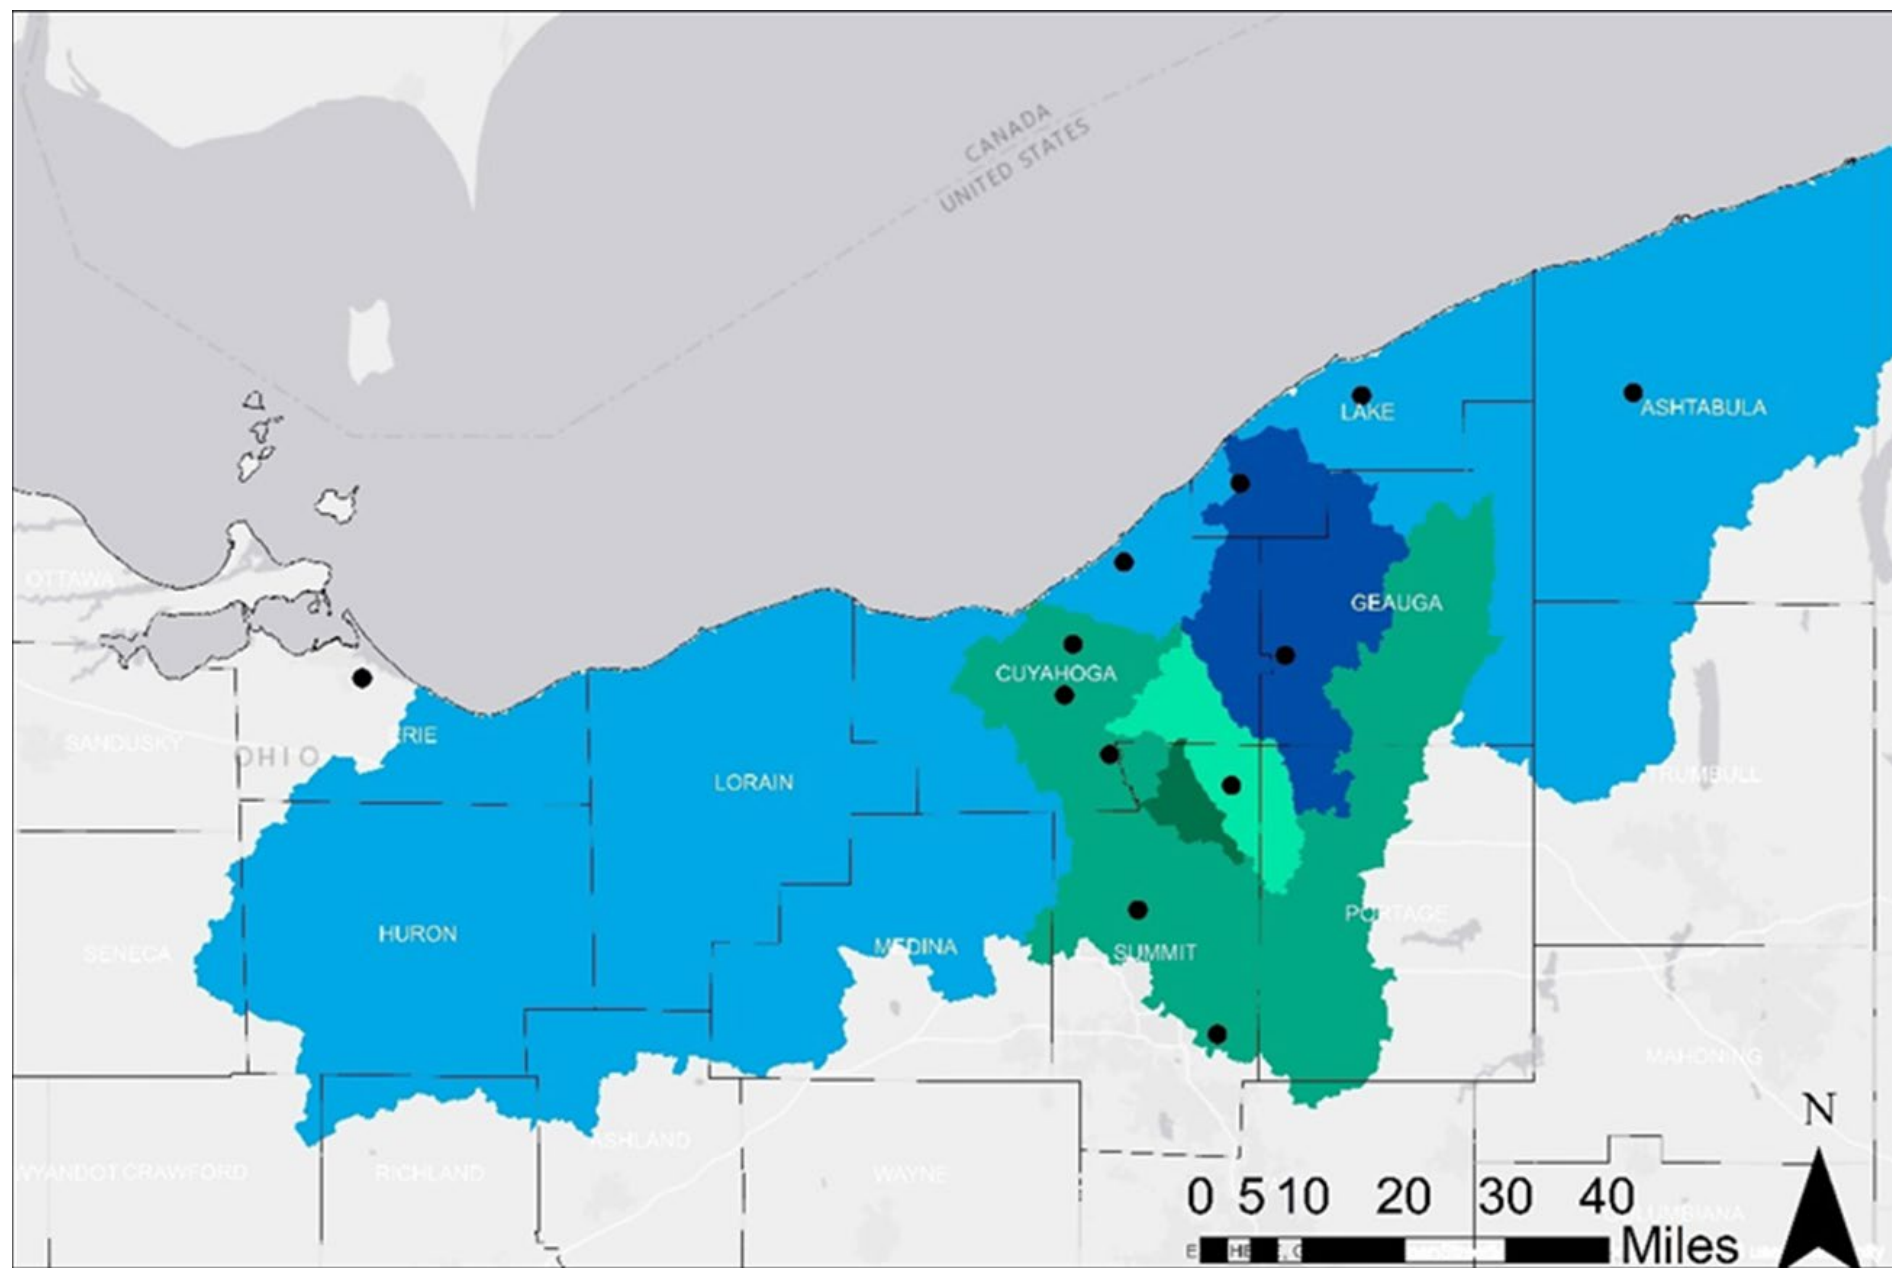 CANADA
UNITED STATES
LAKE
ASHTABULA
OTTAWA
GEAUGA
CUYAHOGA
SANDUSKY
OHIO
ERIE
LORAIN
TRUMBULL
HURON
SENECA
MEDINA
SUMMIT
PORTAGE
MAHONING
ASHLAND
WYANDOT CRAWFORD
RICHLAND
WAYNE
N
0 5 10 20 30 40
COLUMBIANA
Miles